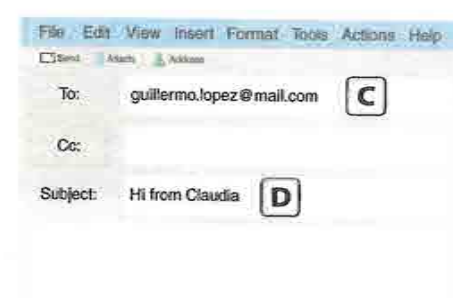 File Edit View Insert Format Tools Actions Help
Send Attach Address
To: guillermo.lopez@mail.com C
Cc:
Subject: Hi from Claudia D